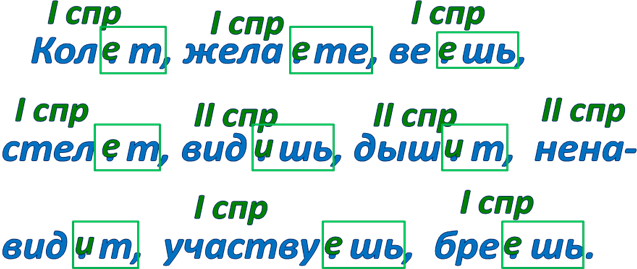 I спр I спр I спр
Колет, желаете, веешь,
I спр II спр II спр II спр
стелет, видишь, дышит, нена-
I спр I спр
видит, участвуешь, бреешь.